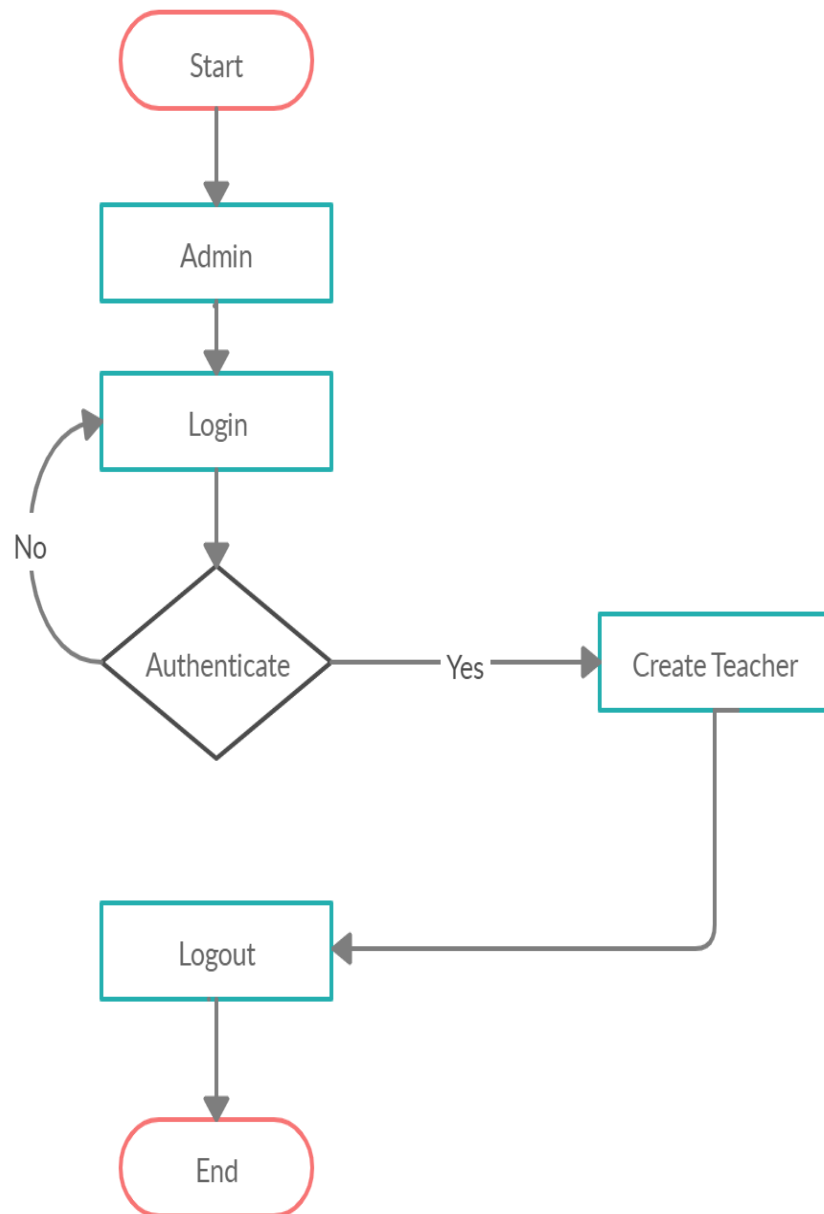 Start
Admin
Login
No
Authenticate
Yes
Create Teacher
Logout
End